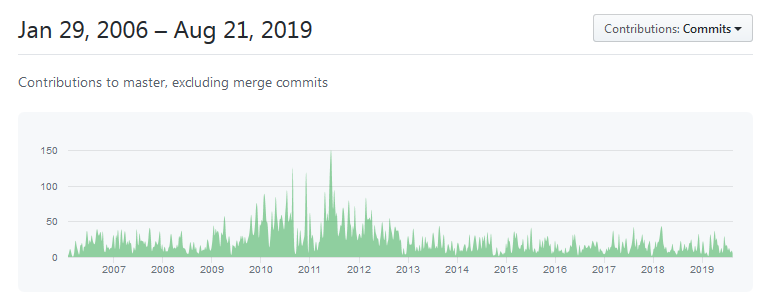 Jan 29, 2006 – Aug 21, 2019
Contributions: Commits
Contributions to master, excluding merge commits
150
100
50
0
2007 2008 2009 2010 2011 2012 2013 2014 2015 2016 2017 2018 2019